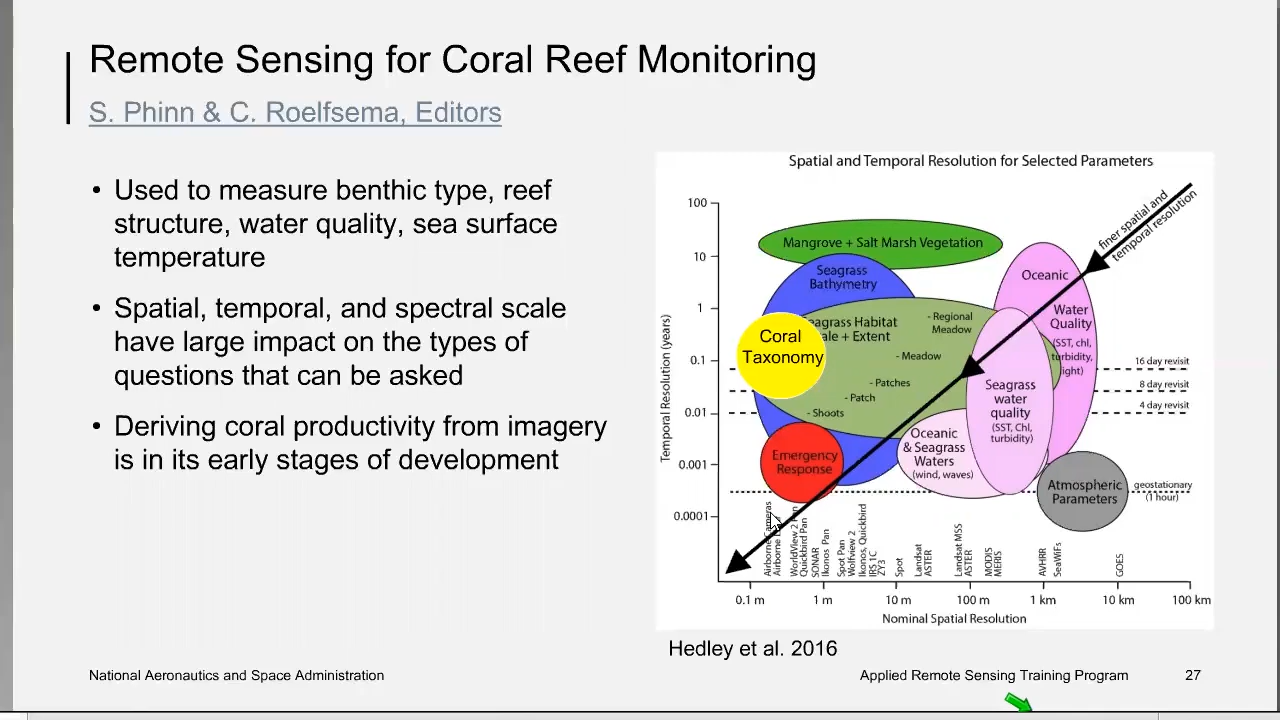 Remote Sensing for Coral Reef Monitoring
S. Phinn & C. Roelfsema, Editors
• Used to measure benthic type, reef
structure, water quality, sea surface
temperature
• Spatial, temporal, and spectral scale
have large impact on the types of
questions that can be asked
• Deriving coral productivity from imagery
is in its early stages of development
Spatial and Temporal Resolution for Selected Parameters
finer spatial and
temporal resolution
Temporal Resolution (years)
100
10
1
0.1
0.01
0.001
0.0001
Mangrove + Salt Marsh Vegetation
Seagrass
Bathymetry
Oceanic
Water
Quality
(SST, chl,
turbidity,
Habitat
+ Extent
- Regional
Meadow
- Meadow
- Patches
- Patch
- Shoots
Coral
Taxonomy
Seagrass
water
quality
(SST, Chl,
turbidity)
Oceanic
& Seagrass
Waters
(wind, waves)
Emergency
Response
Atmospheric
Parameters
16 day revisit
8 day revisit
4 day revisit
geostationary
(1 hour)
Airborne Cameras
Airborne
WorldView 2 Pan
Quickbird Pan
SONAR
Ikonos Pan
Spot Pan
Wolrview 2
Ikonos, Quickbird
IRS 1C
ZY3
Spot
Landsat
ASTER
Landsat MSS
ASTER
MODIS
MERIS
AVHRR
SeaWiFs
GOES
0.1 m
1 m
10 m
100 m
1 km
10 km
100 km
Nominal Spatial Resolution
Hedley et al. 2016
National Aeronautics and Space Administration
Applied Remote Sensing Training Program
27